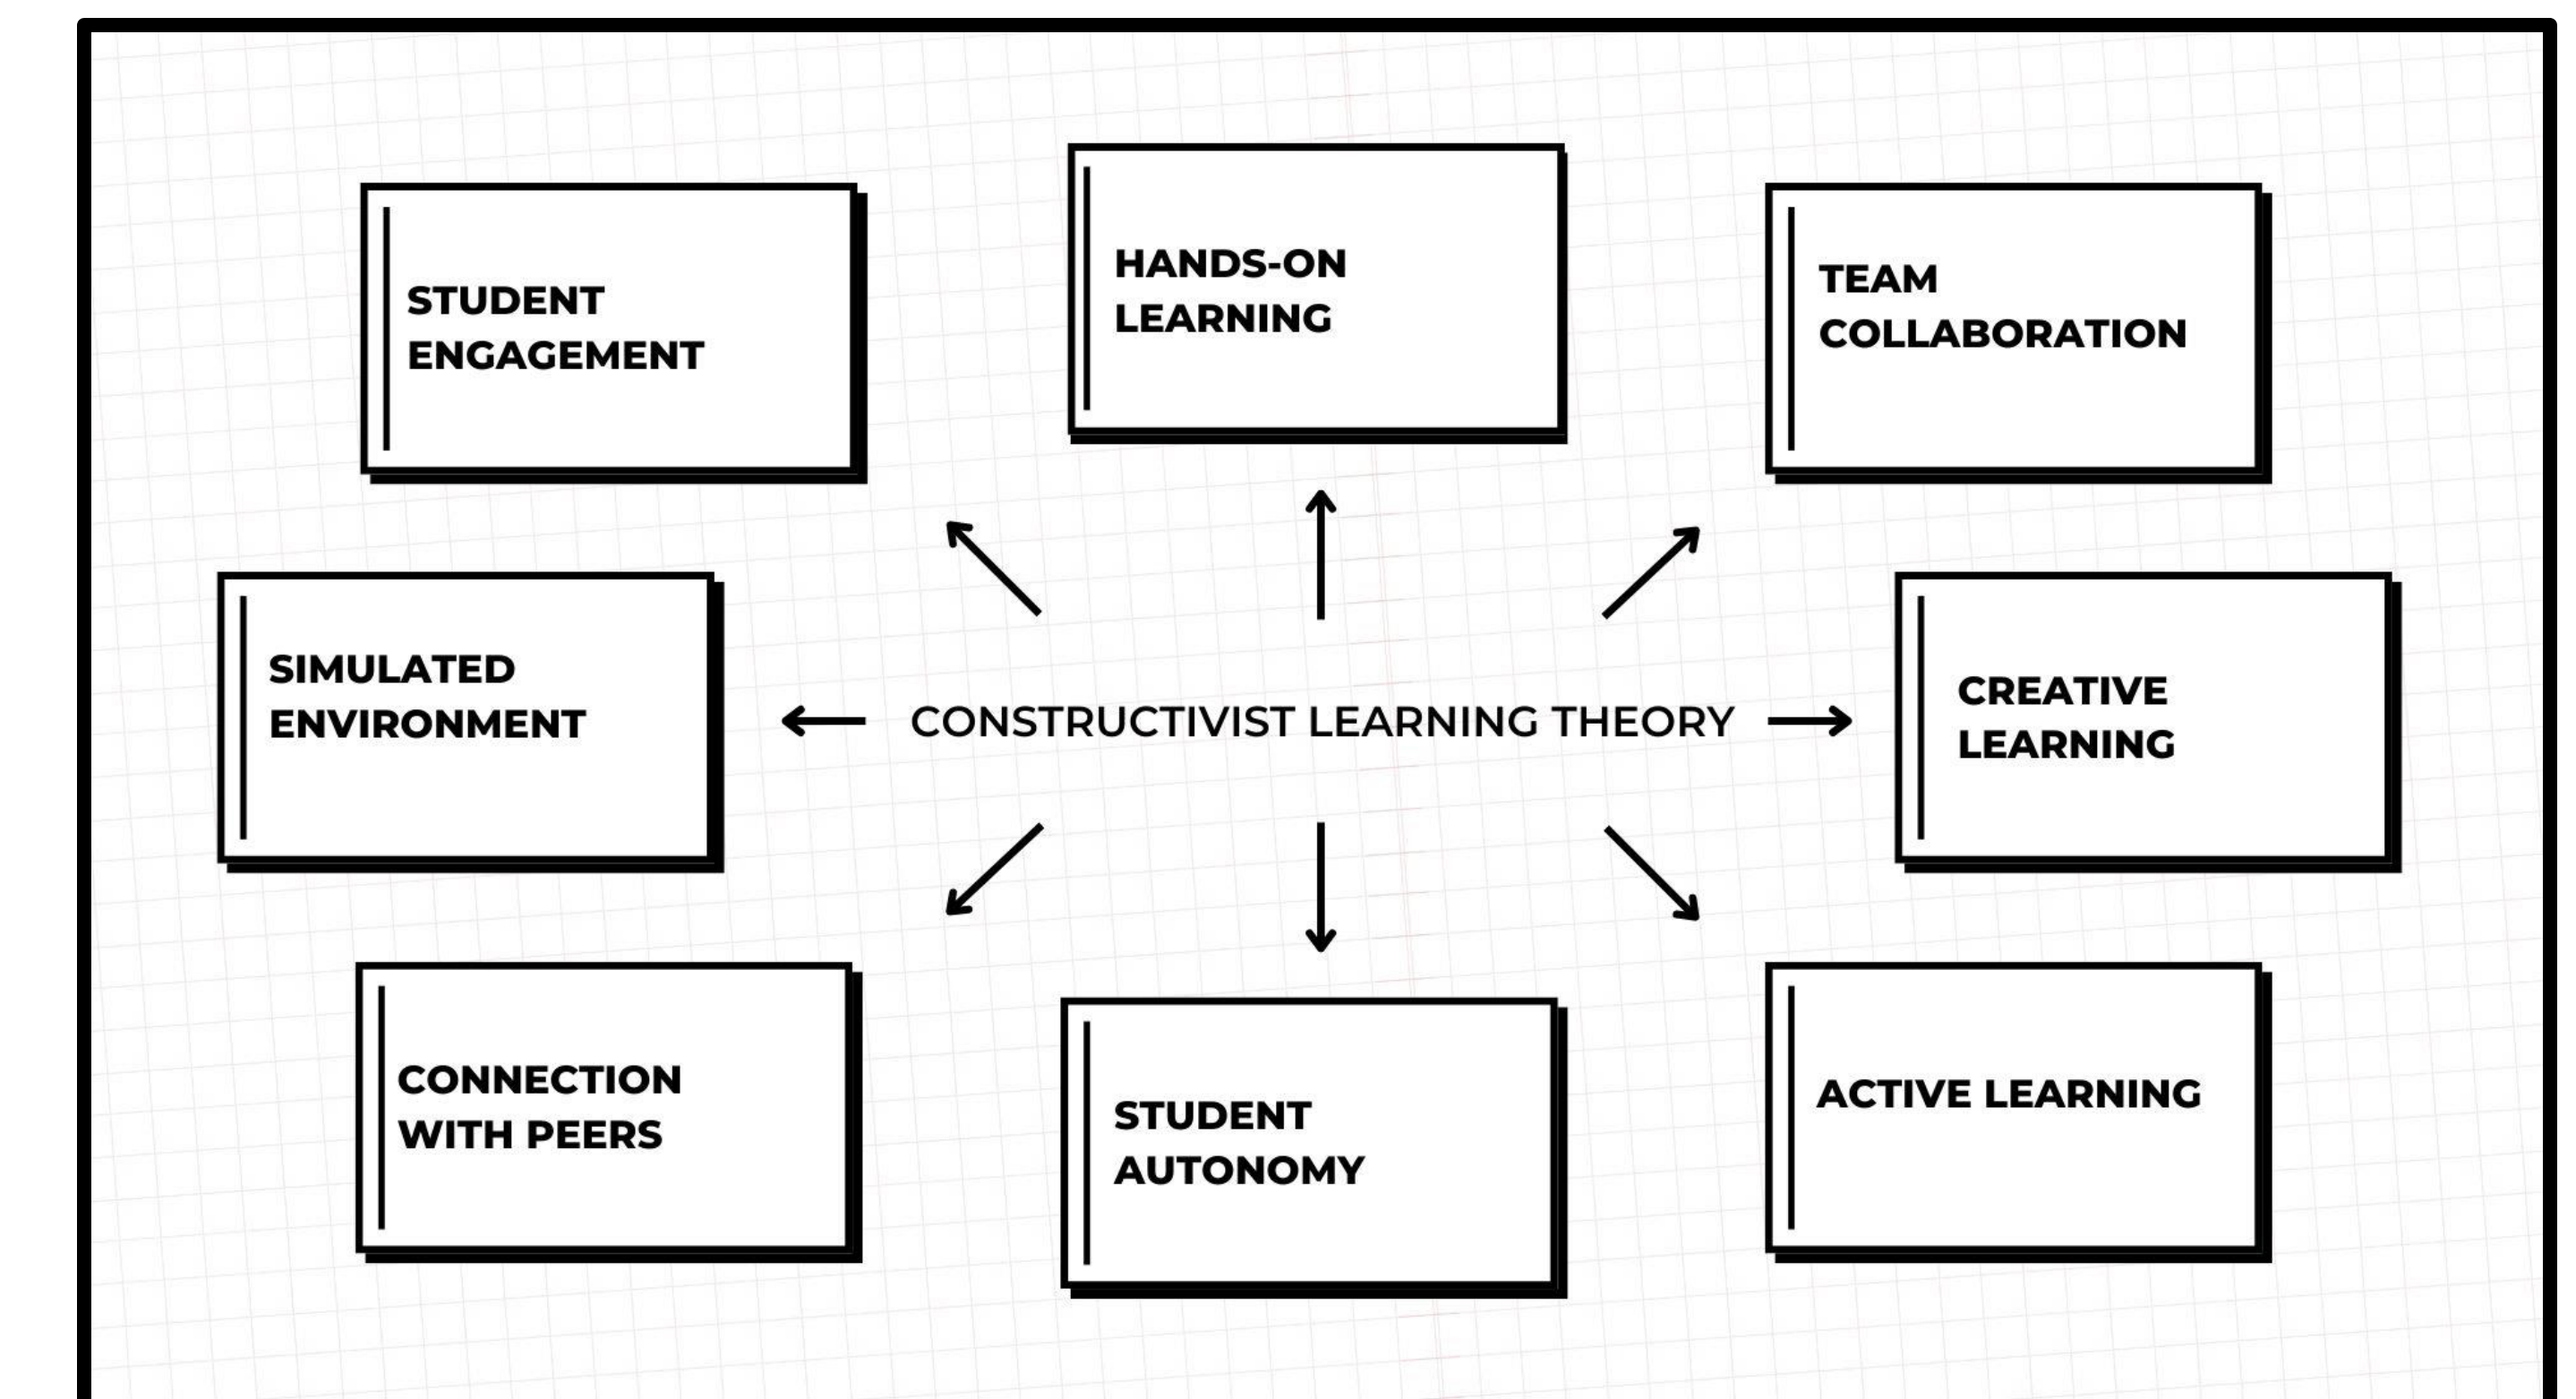 STUDENT
ENGAGEMENT
HANDS-ON
LEARNING
TEAM
COLLABORATION
SIMULATED
ENVIRONMENT
CONSTRUCTIVIST LEARNING THEORY
CREATIVE
LEARNING
CONNECTION
WITH PEERS
STUDENT
AUTONOMY
ACTIVE LEARNING